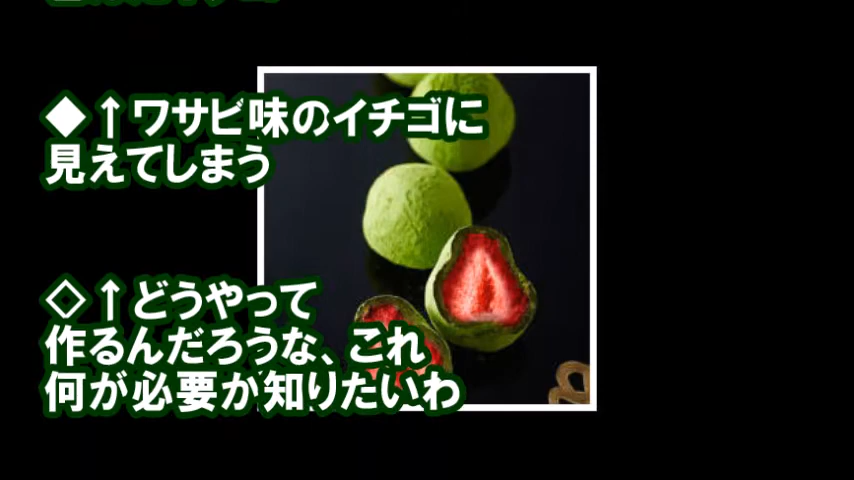 ◆↑ワサビ味のイチゴに
見えてしまう
◇↑どうやって
作るんだろうな、これ
何が必要か知りたいわ